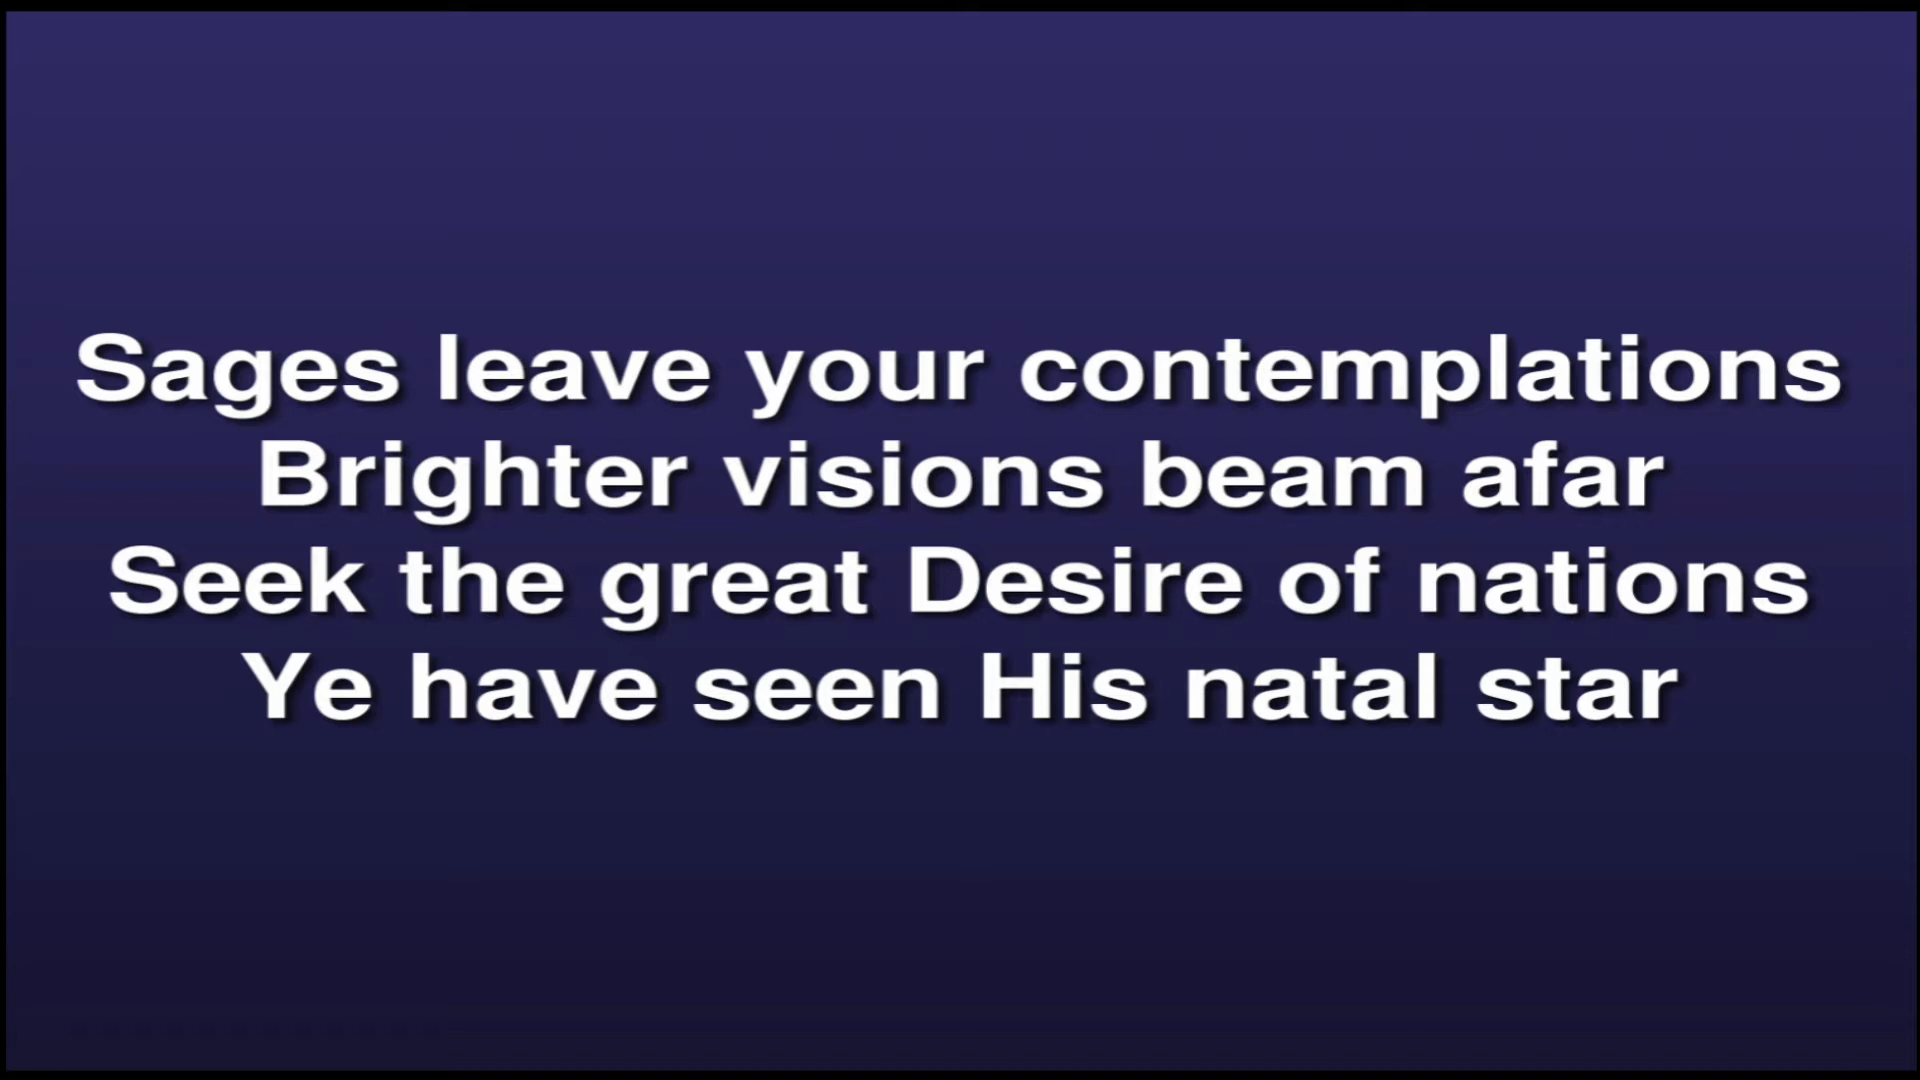 Sages leave your contemplations
Brighter visions beam afar
Seek the great Desire of nations
Ye have seen His natal star